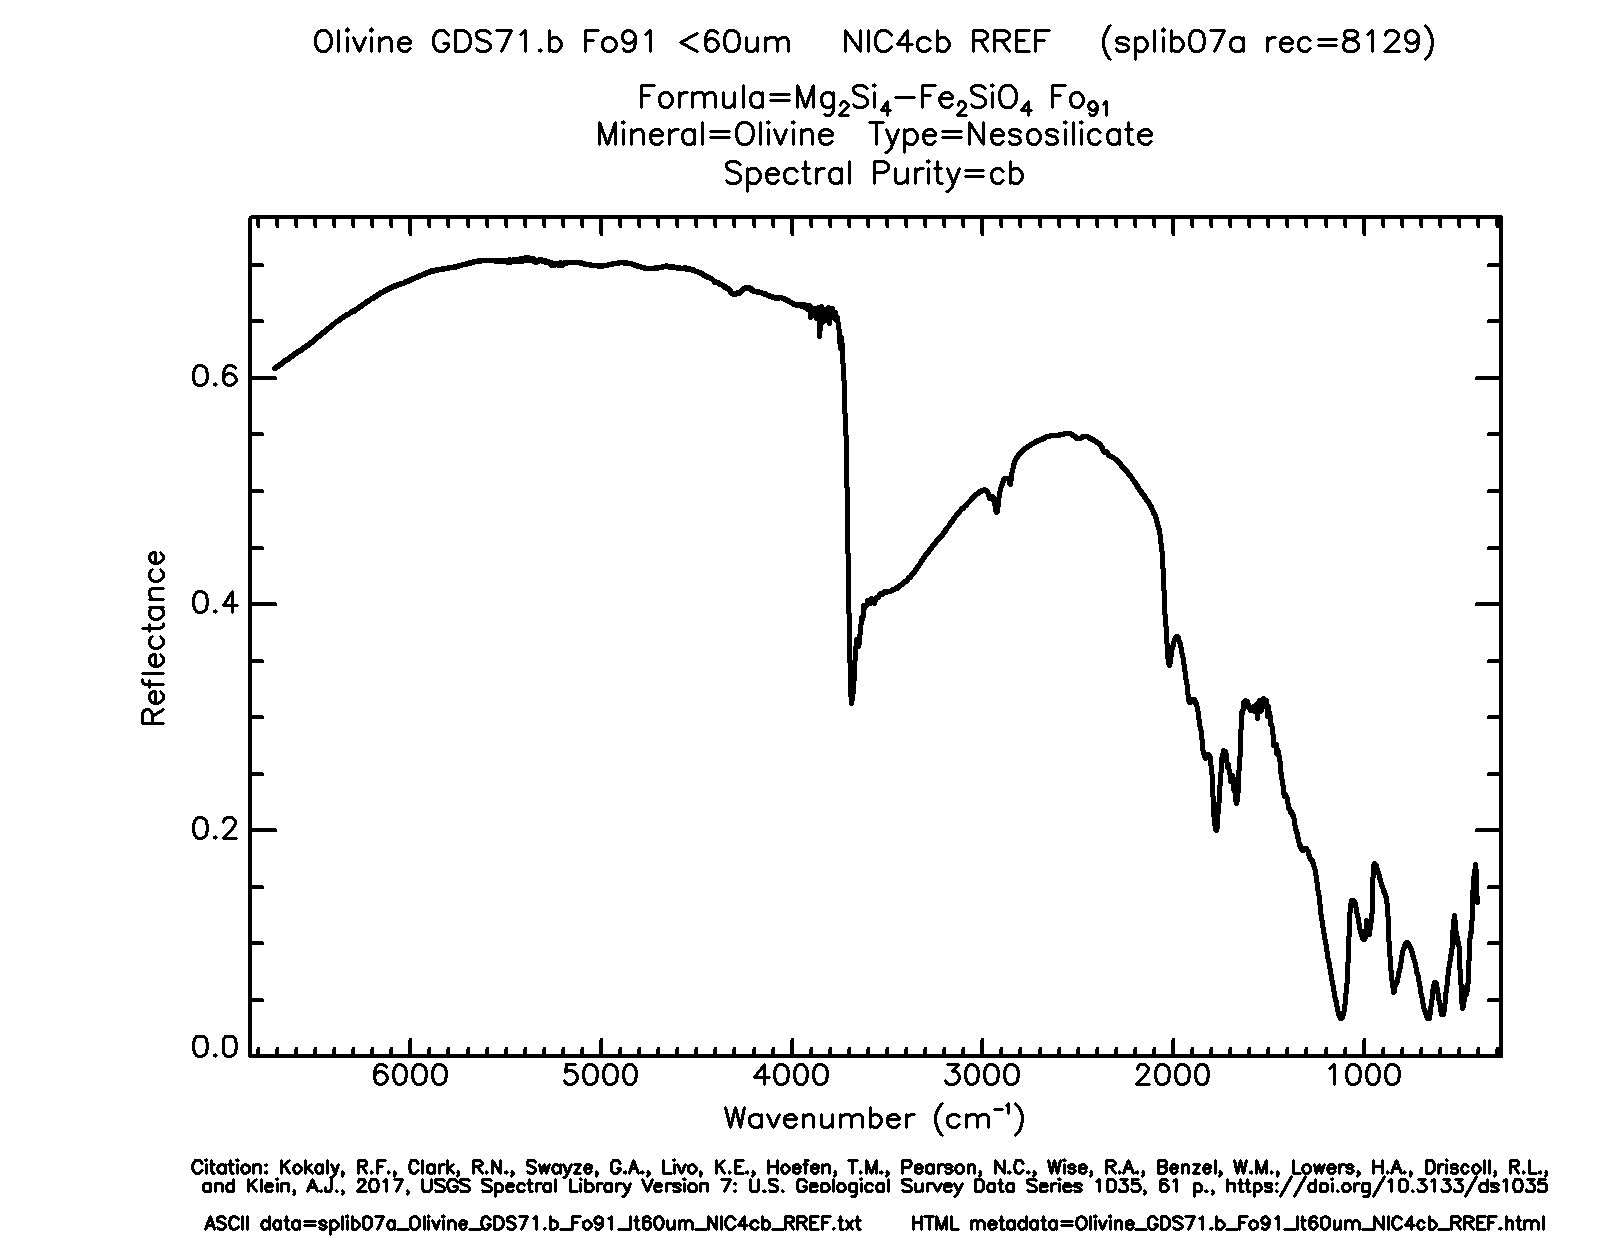 Olivine GDS71.b Fo91 <60um NIC4cb RREF (splib07a rec=8129)
Formula=Mg₂Si₄−Fe₂SiO₄ Fo₉₁
Mineral=Olivine Type=Nesosilicate
Spectral Purity=cb
0.6
0.4
0.2
0.0
Reflectance
6000 5000 4000 3000 2000 1000
Wavenumber (cm⁻¹)
Citation: Kokaly, R.F., Clark, R.N., Swayze, G.A., Livo, K.E., Hoefen, T.M., Pearson, N.C., Wise, R.A., Benzel, W.M., Lowers, H.A., Driscoll, R.L.,
and Klein, A.J., 2017, USGS Spectral Library Version 7: U.S. Geological Survey Data Series 1035, 61 p., https://doi.org/10.3133/ds1035
ASCII data=splib07a_Olivine_GDS71.b_Fo91_lt60um_NIC4cb_RREF.txt HTML metadata=Olivine_GDS71.b_Fo91_lt60um_NIC4cb_RREF.html